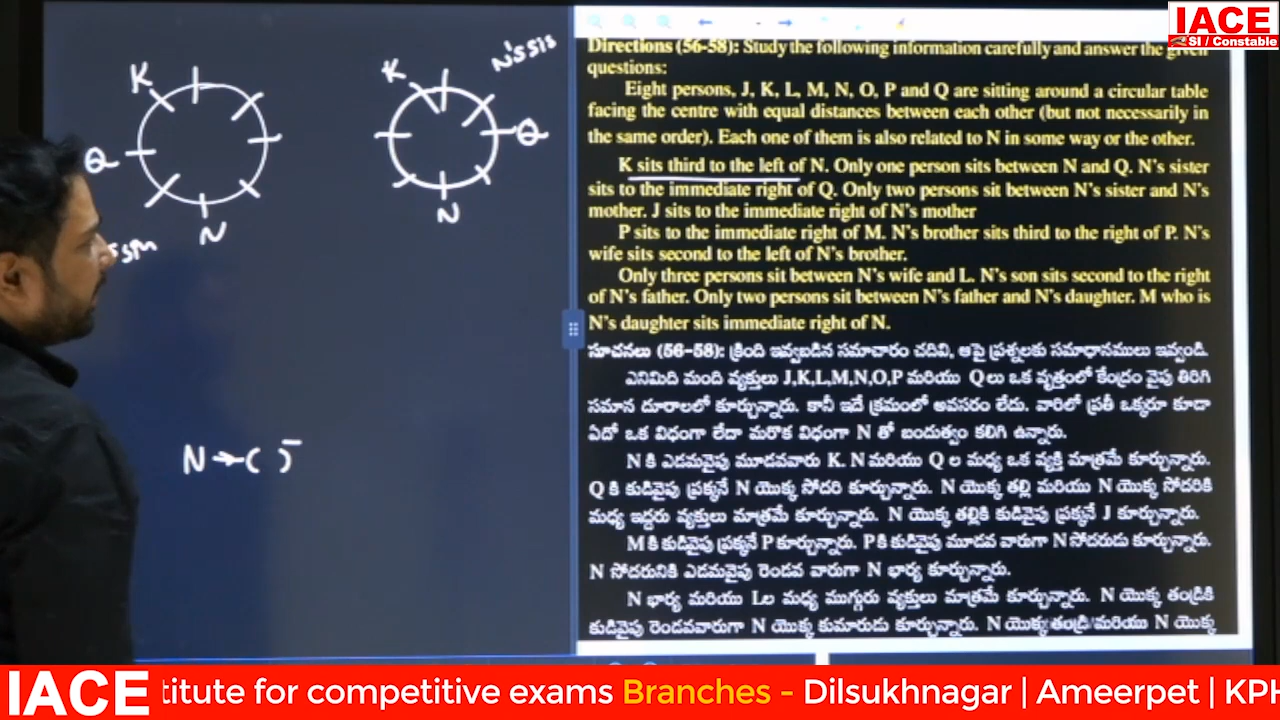 IACE
SI / Constable
K
Q
N
SSM
K
N'ssis
Q
N
N → ( )⁻
Directions (56-58): Study the following information carefully and answer the given
questions:
Eight persons, J, K, L, M, N, O, P and Q are sitting around a circular table
facing the centre with equal distances between each other (but not necessarily in
the same order). Each one of them is also related to N in some way or the other.
K sits third to the left of N. Only one person sits between N and Q. N's sister
sits to the immediate right of Q. Only two persons sit between N's sister and N's
mother. J sits to the immediate right of N's mother
P sits to the immediate right of M. N's brother sits third to the right of P. N's
wife sits second to the left of N's brother.
Only three persons sit between N's wife and L. N's son sits second to the right
of N's father. Only two persons sit between N's father and N's daughter. M who is
N's daughter sits immediate right of N.
సూచనలు (56-58): క్రింది ఇవ్వబడిన సమాచారం చదివి, ఆపై ప్రశ్నలకు సమాధానములు ఇవ్వండి.
ఎనిమిది మంది వ్యక్తులు J,K,L,M,N,O,P మరియు Q లు ఒక వృత్తంలో కేంద్రం వైపు తిరిగి
సమాన దూరాలలో కూర్చున్నారు. కానీ ఇదే క్రమంలో అవసరం లేదు. వారిలో ప్రతీ ఒక్కరూ కూడా
ఏదో ఒక విధంగా లేదా మరొక విధంగా N తో బంధుత్వం కలిగి ఉన్నారు.
N కి ఎడమవైపు మూడవవారు K. N మరియు Q ల మధ్య ఒక వ్యక్తి మాత్రమే కూర్చున్నారు.
Q కి కుడివైపు ప్రక్కనే N యొక్క సోదరి కూర్చున్నారు. N యొక్క తల్లి మరియు N యొక్క సోదరికి
మధ్య ఇద్దరు వ్యక్తులు మాత్రమే కూర్చున్నారు. N యొక్క తల్లికి కుడివైపు ప్రక్కనే J కూర్చున్నారు.
M కి కుడివైపు ప్రక్కనే P కూర్చున్నారు. P కి కుడివైపు మూడవ వారుగా N సోదరుడు కూర్చున్నారు.
N సోదరునికి ఎడమవైపు రెండవ వారుగా N భార్య కూర్చున్నారు.
N భార్య మరియు L ల మధ్య ముగ్గురు వ్యక్తులు మాత్రమే కూర్చున్నారు. N యొక్క తండ్రికి
కుడివైపు రెండవవారుగా N యొక్క కుమారుడు కూర్చున్నారు. N యొక్క తండ్రి మరియు N యొక్క
IACE titute for competitive exams Branches - Dilsukhnagar | Ameerpet | KPH